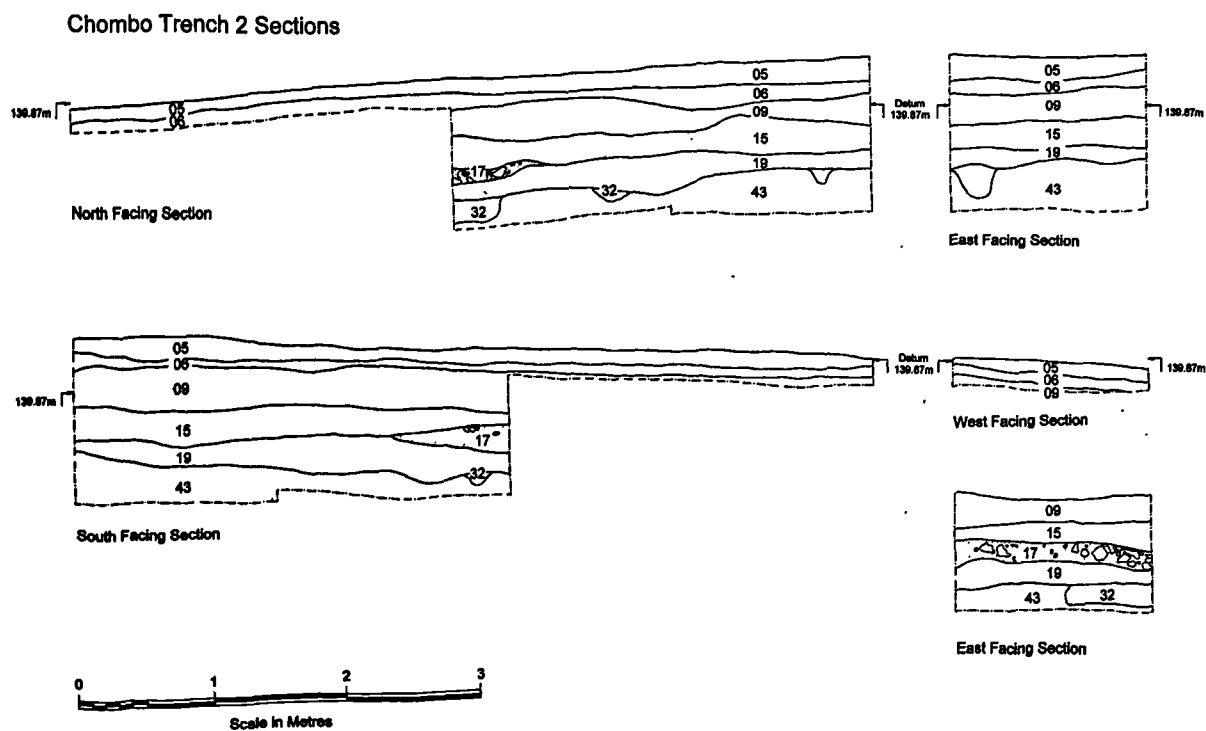 Chombo Trench 2 Sections
05
05
05
06
06
09
139.87m
05
06
Datum
139.87m
09
139.87m
15
15
17
19
19
32
32
43
43
North Facing Section
East Facing Section
05
06
09
139.87m
15
17
19
32
43
South Facing Section
Datum
139.87m
05
06
09
139.87m
West Facing Section
09
15
17
19
43
32
East Facing Section
0 1 2 3
Scale in Metres